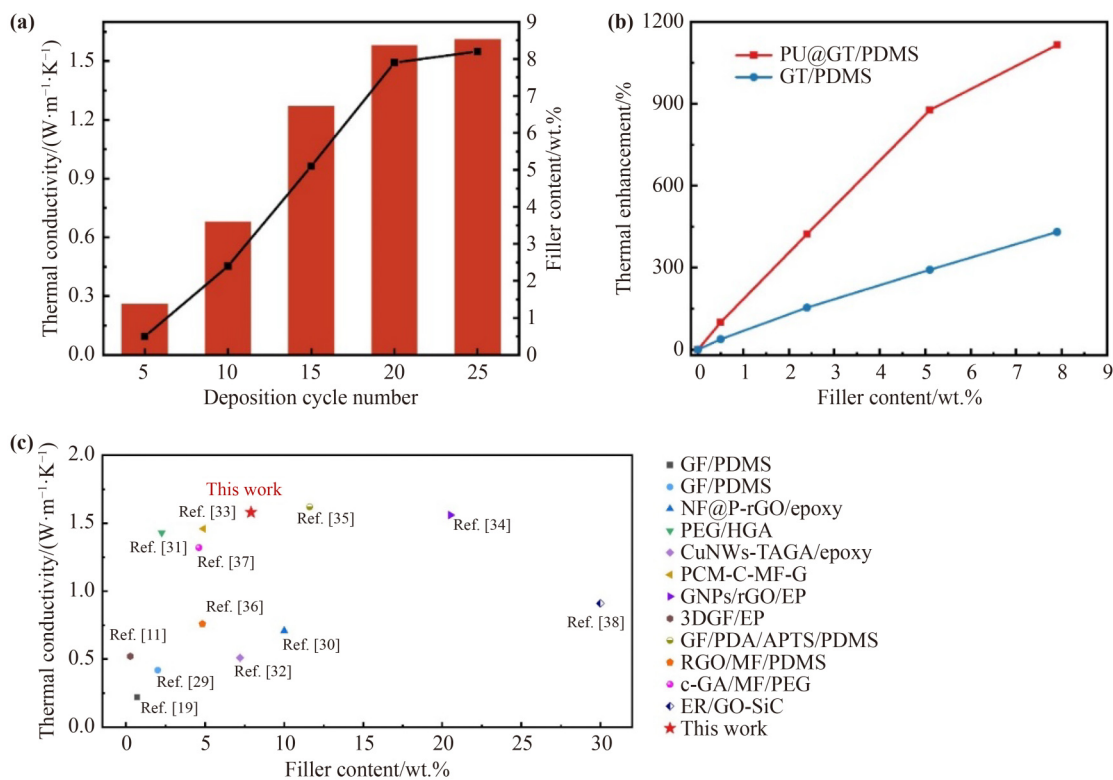 (a)
Thermal conductivity/(W·m⁻¹·K⁻¹)
1.5
1.2
0.9
0.6
0.3
0.0
9
8
7
6
5
4
3
2
1
0
Filler content/wt.%
5 10 15 20 25
Deposition cycle number
(b)
Thermal enhancement/%
1200
900
600
300
0
PU@GT/PDMS
GT/PDMS
0 1 2 3 4 5 6 7 8 9
Filler content/wt.%
(c)
Thermal conductivity/(W·m⁻¹·K⁻¹)
2.0
1.5
1.0
0.5
0.0
This work
Ref. [33]
Ref. [35]
Ref. [34]
Ref. [31]
Ref. [37]
Ref. [36]
Ref. [38]
Ref. [11]
Ref. [30]
Ref. [32]
Ref. [29]
Ref. [19]
0 5 10 15 20 25 30
Filler content/wt.%
GF/PDMS
GF/PDMS
NF@P-rGO/epoxy
PEG/HGA
CuNWs-TAGA/epoxy
PCM-C-MF-G
GNPs/rGO/EP
3DGF/EP
GF/PDA/APTS/PDMS
RGO/MF/PDMS
c-GA/MF/PEG
ER/GO-SiC
This work